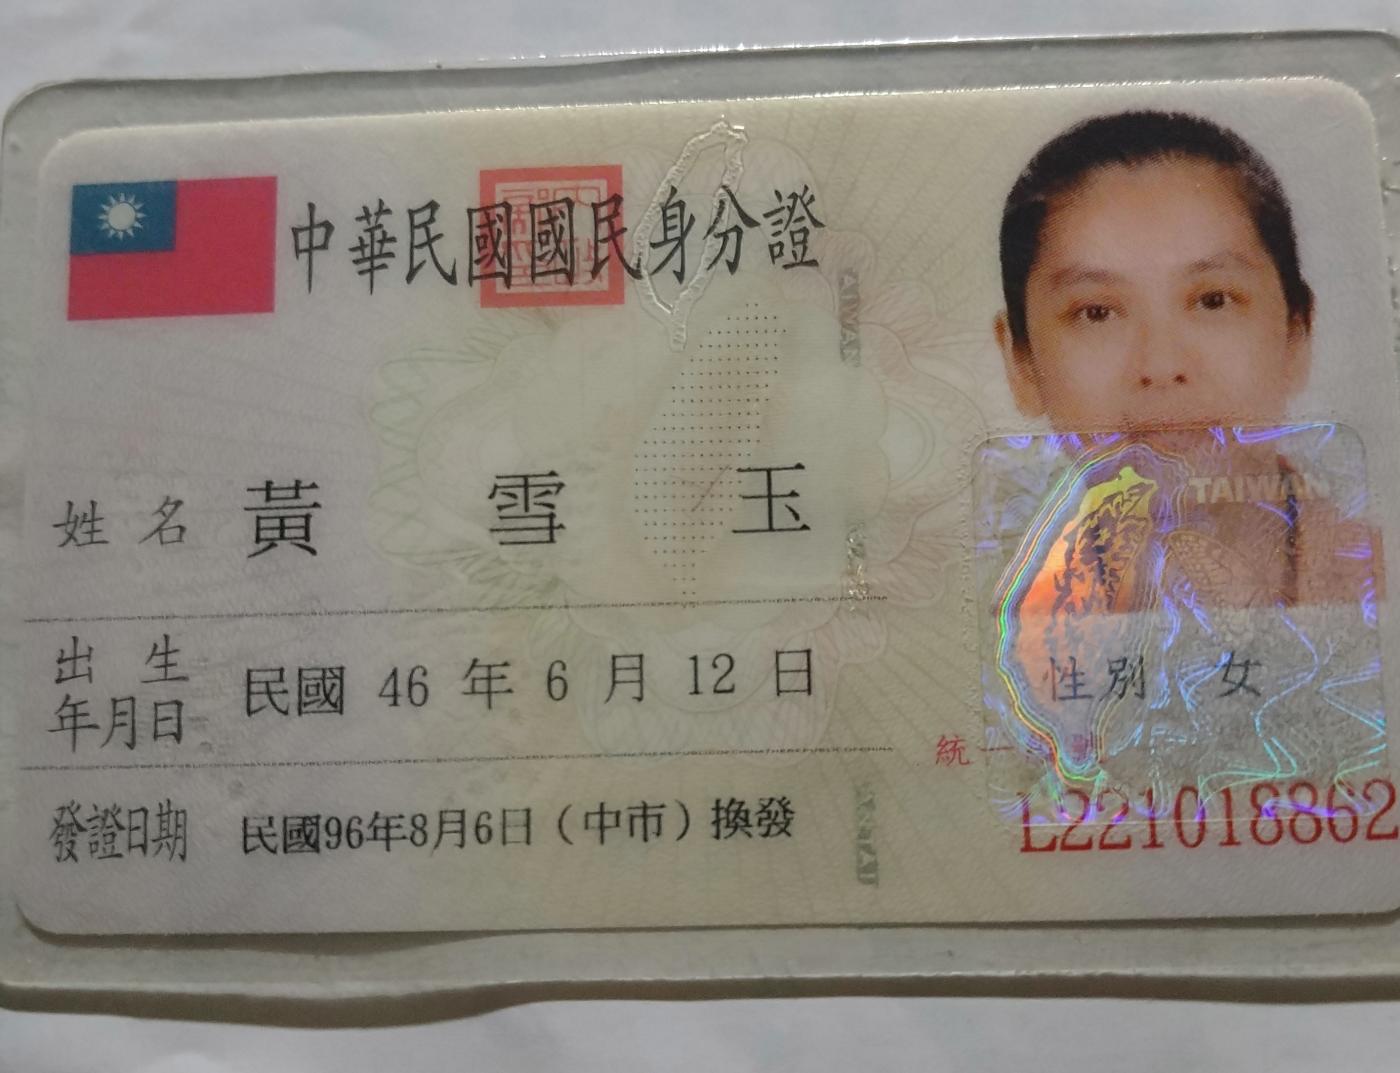 中華民國國民身分證
姓名 黃雪玉
出生年月日 民國 46 年 6 月 12 日
發證日期 民國96年8月6日（中市）換發
TAIWAN
性別 女
統一
L221018862